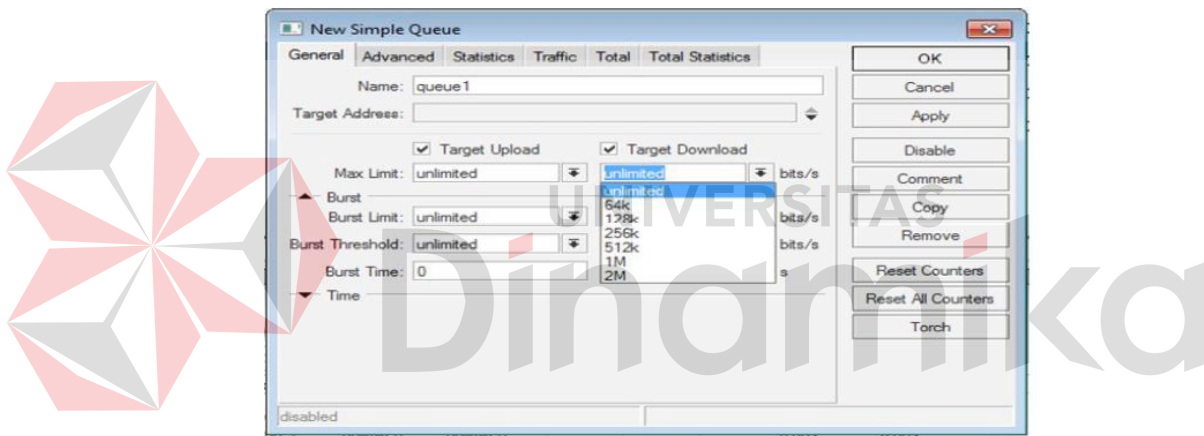 New Simple Queue
General Advanced Statistics Traffic Total Total Statistics
OK
Name: queue1
Cancel
Target Address:
Apply
Target Upload Target Download
Disable
Max Limit: unlimited unlimited bits/s
Comment
unlimited
Burst
64k
Copy
Burst Limit: unlimited 128k bits/s
256k
Remove
Burst Threshold: unlimited 512k bits/s
1M
Burst Time: 0 2M s
Reset Counters
Time
Reset All Counters
Torch
disabled
UNIVERSITAS
Dinamika